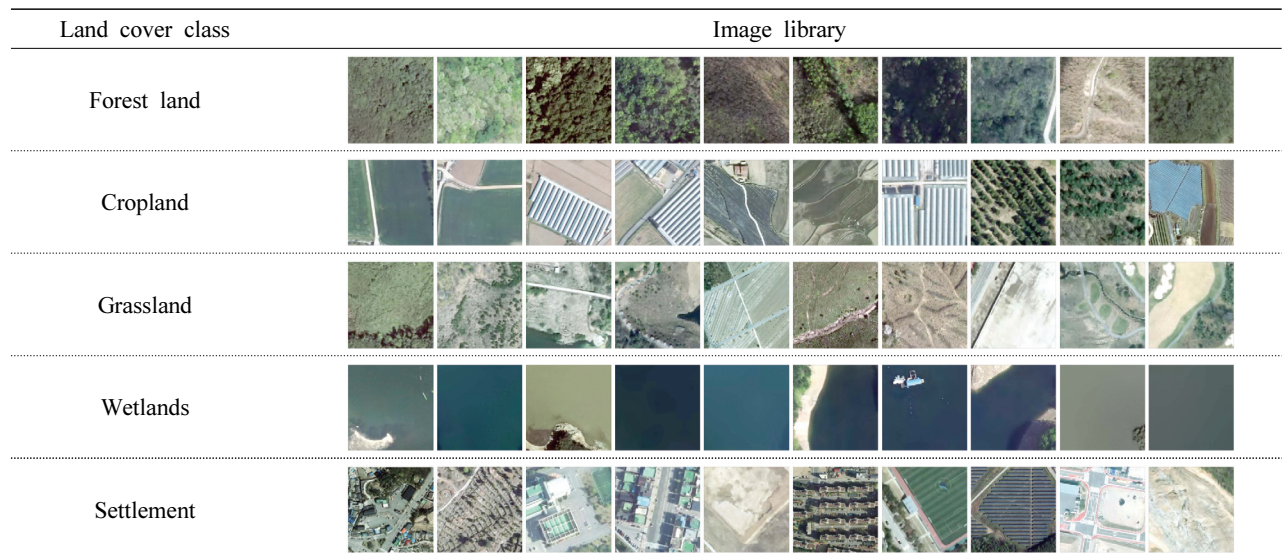 Land cover class Image library
Forest land
Cropland
Grassland
Wetlands
Settlement